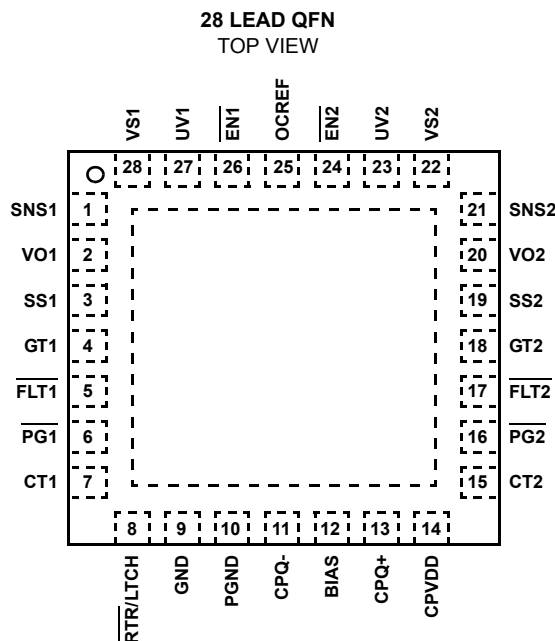 28 LEAD QFN
TOP VIEW
VS1
UV1
EN1
OCREF
EN2
UV2
VS2
28
27
26
25
24
23
22
SNS1 1
21 SNS2
VO1 2
20 VO2
SS1 3
19 SS2
GT1 4
18 GT2
FLT1 5
17 FLT2
PG1 6
16 PG2
CT1 7
15 CT2
8
9
10
11
12
13
14
RTR/LTCH
GND
PGND
CPQ-
BIAS
CPQ+
CPVDD